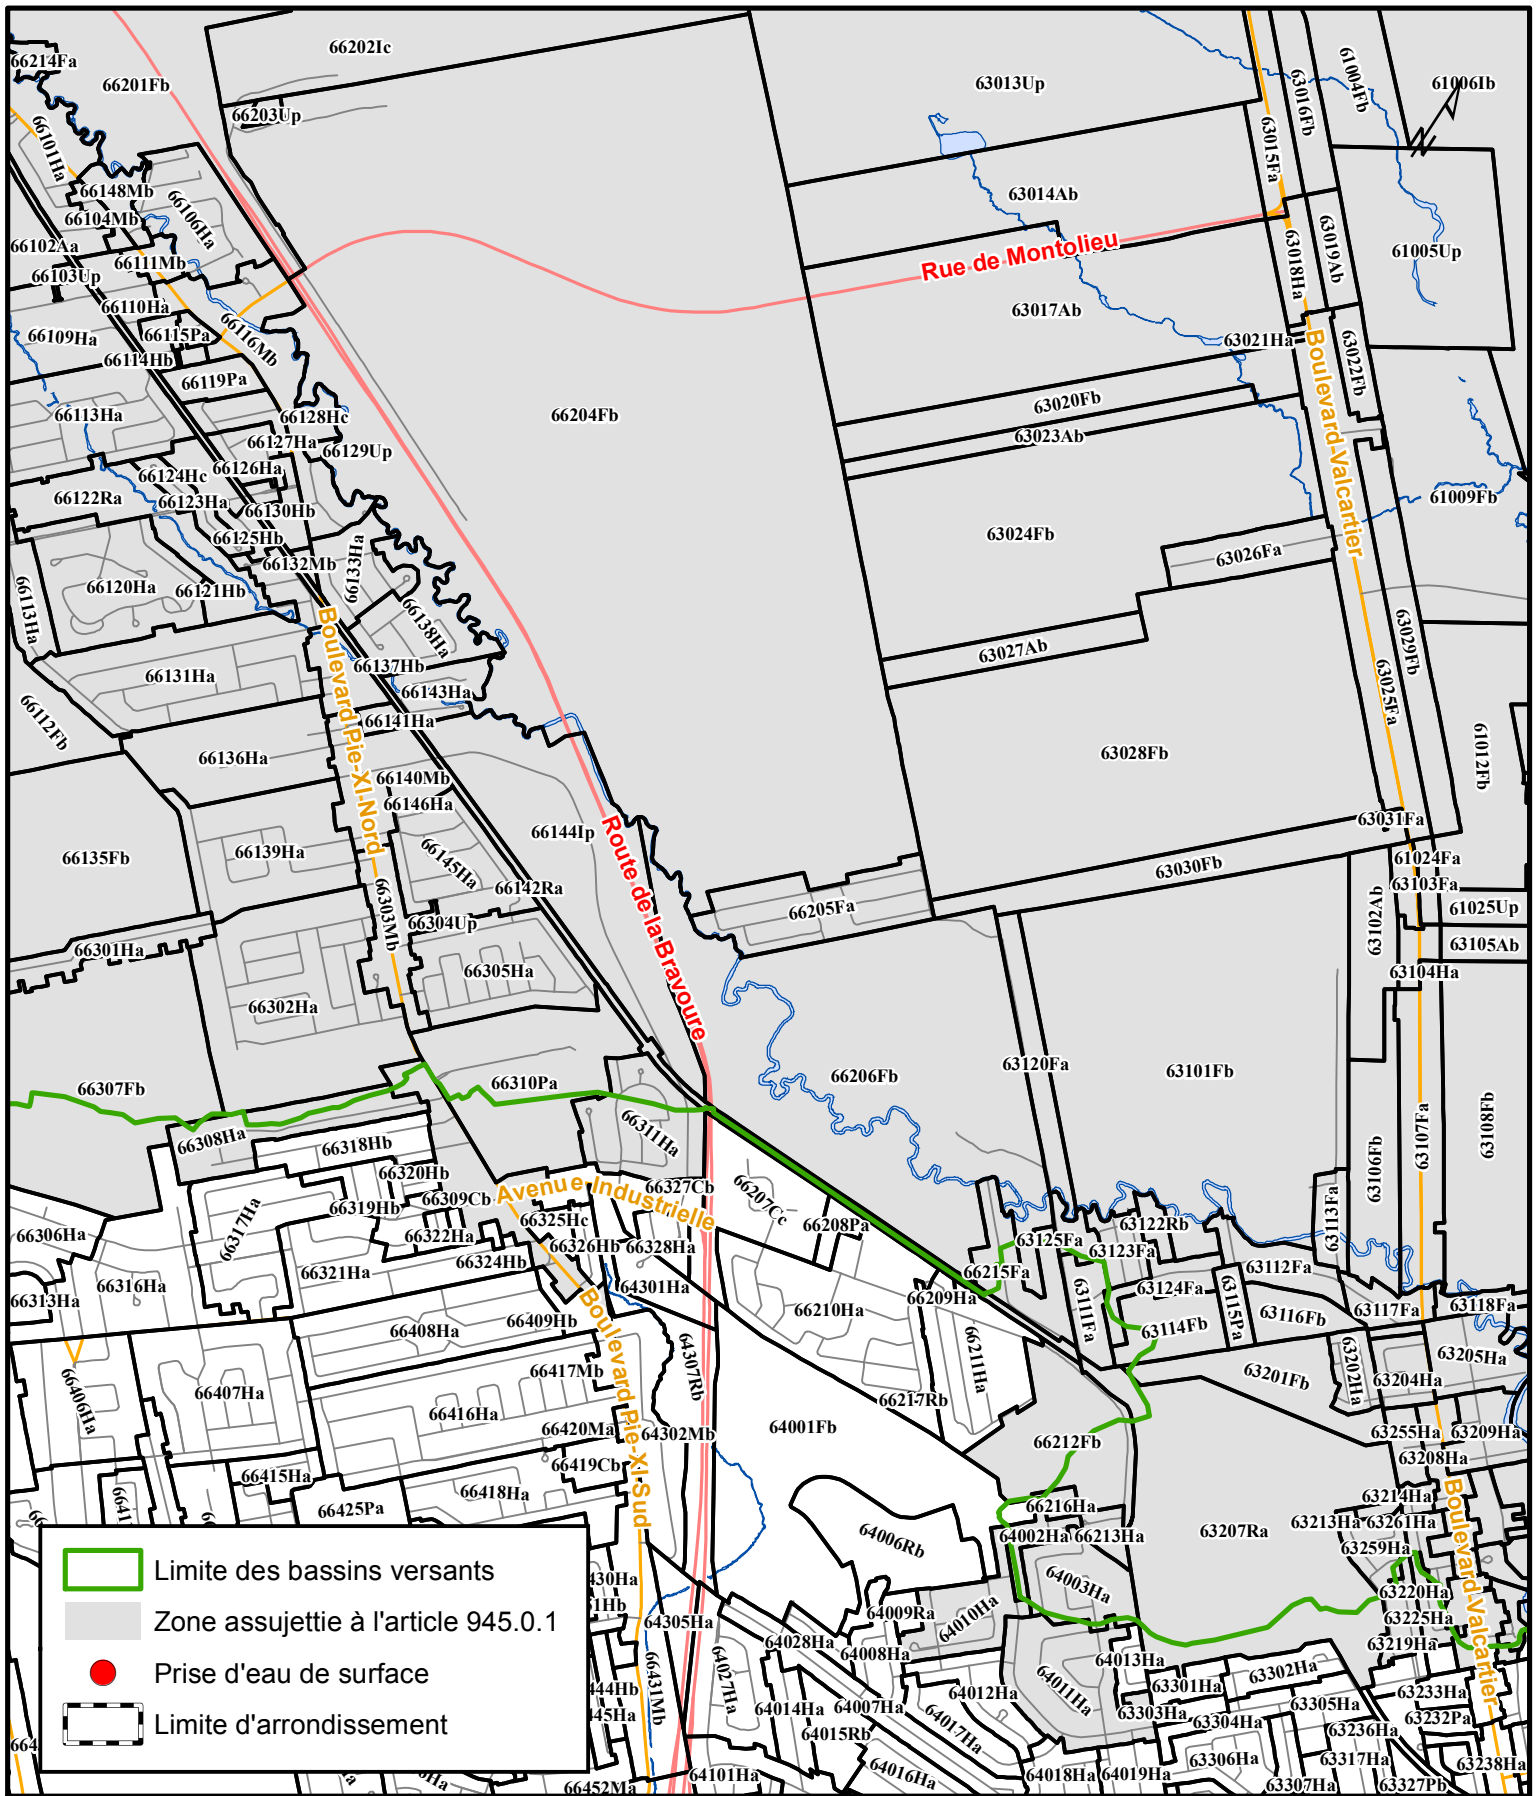 66202Ic
66214Fa
66201Fb
63013Up
63016Fb
61004Fb
61006Ib
66203Up
66101Ha
63015Fa
66148Mb
66106Ha
66104Mb
63014Ab
66102Aa
66103Up
66111Mb
Rue de Montolieu
63018Ha
63019Ab
61005Up
66110Ha
63017Ab
66109Ha
66115Pa
66116Mb
63021Ha
66114Hb
63022Fb
66119Pa
66113Ha
66128Hc
66204Fb
63020Fb
Boulevard Valcartier
66127Ha
66129Up
63023Ab
66124Hc
66126Ha
66122Ra
66123Ha
66130Hb
61009Fb
66125Hb
63024Fb
66132Mb
66133Ha
63026Fa
66120Ha
66121Hb
66113Ha
66138Ha
63027Ab
63029Fb
66131Ha
66137Hb
66143Ha
63025Fa
66112Fb
66141Ha
Boulevard Pie-XI-Nord
66136Ha
63028Fb
61012Fb
66140Mb
66146Ha
66144Ip
63031Fa
66135Fb
66139Ha
66145Ha
Route de la Bravoure
63030Fb
61024Fa
66142Ra
63103Fa
66303Mb
66304Up
66205Fa
63102Ab
61025Up
66301Ha
63105Ab
66305Ha
63104Ha
66302Ha
66307Fb
66310Pa
66206Fb
63120Fa
63101Fb
66308Ha
66318Hb
66311Ha
63107Fa
63108Fb
63106Fb
66320Hb
66327Cb
66207Cc
66309Cb
Avenue Industrielle
66319Hb
66317Ha
66306Ha
66322Ha
66325Hc
66208Pa
63122Rb
63113Fa
66326Hb
66328Ha
63125Fa
63123Fa
66324Hb
66321Ha
66316Ha
64301Ha
66215Fa
63112Fa
63124Fa
66313Ha
66209Ha
66210Ha
63111Fa
63115Pa
63116Fb
63117Fa
63118Fa
66408Ha
66409Hb
63114Fb
64307Rb
66211Ha
66417Mb
63201Fb
63202Ha
63205Ha
63204Ha
66406Ha
66407Ha
66217Rb
66416Ha
66420Ma
64302Mb
64001Fb
66212Fb
63255Ha
63209Ha
Boulevard Pie-XI-Sud
66415Ha
66419Cb
63208Ha
66418Ha
66425Pa
66216Ha
63214Ha
64002Ha
66213Ha
63207Ra
63213Ha
63261Ha
64006Rb
63259Ha
Boulevard Valcartier
Limite des bassins versants
Zone assujettie à l'article 945.0.1
Prise d'eau de surface
Limite d'arrondissement
64003Ha
63220Ha
64305Ha
64009Ra
64010Ha
63225Ha
64028Ha
64008Ha
63219Ha
64027Ha
66431Mb
64013Ha
63302Ha
64014Ha
64007Ha
64012Ha
64011Ha
63301Ha
63233Ha
63305Ha
64017Ha
63303Ha
63304Ha
63232Pa
64015Rb
63236Ha
63306Ha
63317Ha
63238Ha
64016Ha
64101Ha
66452Ma
64018Ha
64019Ha
63307Ha
63327Pb